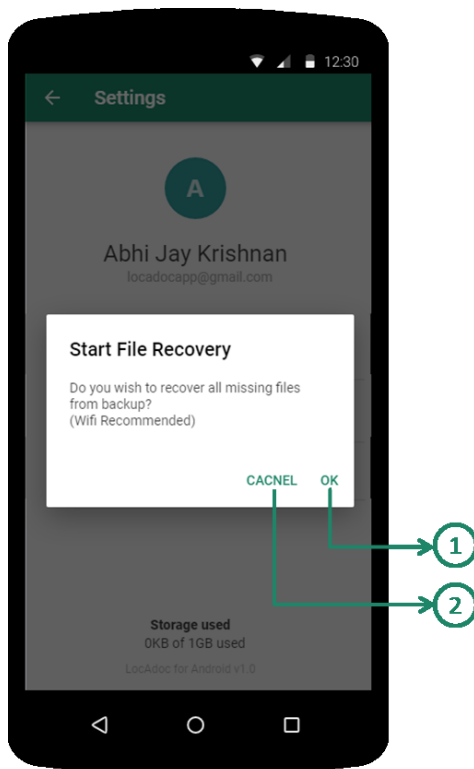 12:30
Settings
A
Abhi Jay Krishnan
locadocapp@gmail.com
Start File Recovery
Do you wish to recover all missing files
from backup?
(Wifi Recommended)
CACNEL OK
1
2
Storage used
0KB of 1GB used
LocAdoc for Android v1.0